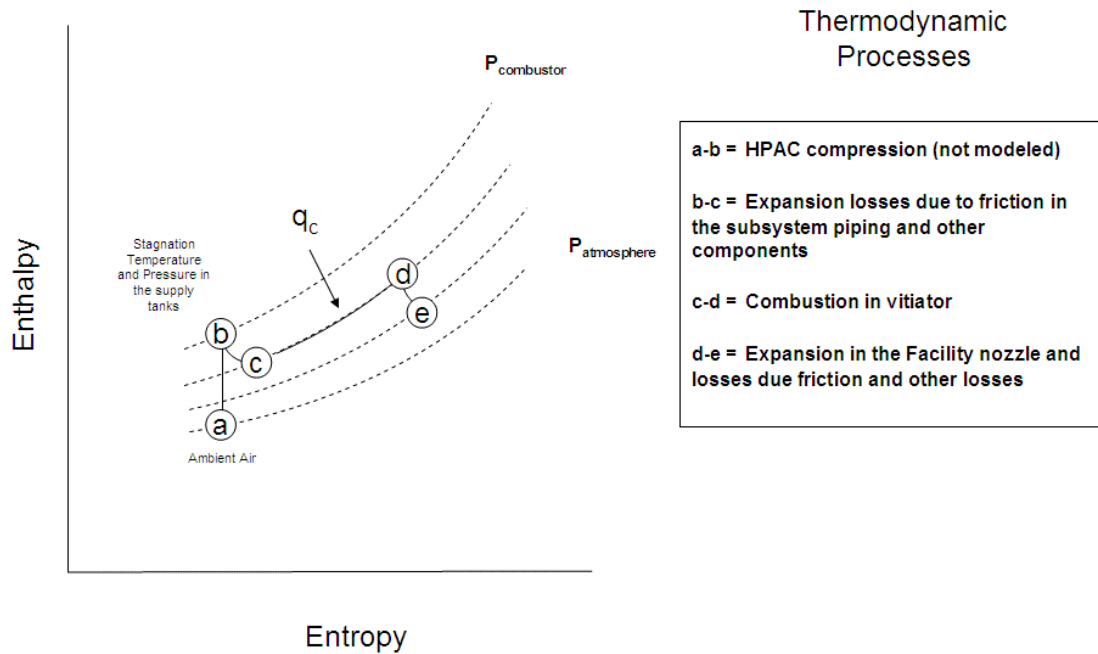 Thermodynamic
Processes
P combustor
q c
Stagnation
Temperature
and Pressure in
the supply
tanks
P atmosphere
b
c
d
e
a
Ambient Air
Enthalpy
Entropy
a-b = HPAC compression (not modeled)
b-c = Expansion losses due to friction in
the subsystem piping and other
components
c-d = Combustion in vitiator
d-e = Expansion in the Facility nozzle and
losses due friction and other losses